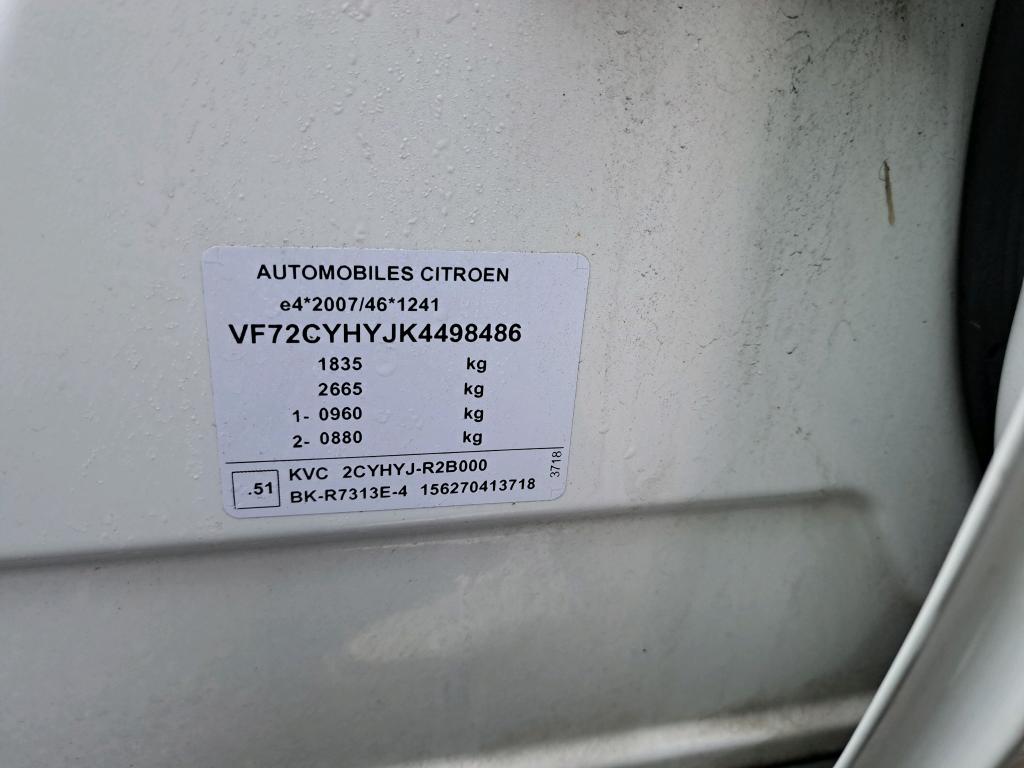 AUTOMOBILES CITROEN
e4*2007/46*1241
VF72CYHYJK4498486
1835 kg
2665 kg
1- 0960 kg
2- 0880 kg
.51
KVC 2CYHYJ-R2B000
BK-R7313E-4 156270413718
3718